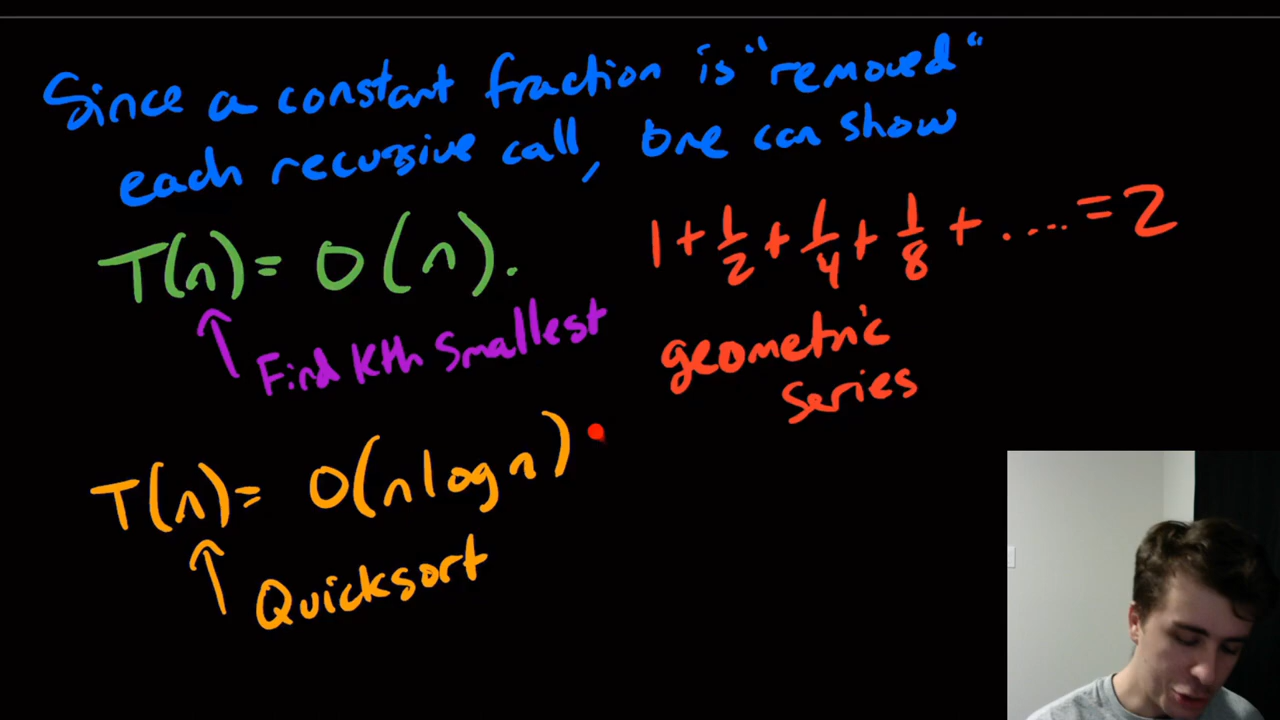 Since a constant fraction is "removed"
each recursive call, one can show
T(n) = O(n).
Find Kth Smallest
1 + 1/2 + 1/4 + 1/8 + ..... = 2
geometric
series
T(n) = O(n log n)
Quicksort